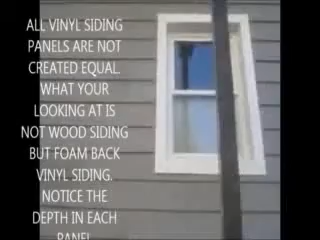 ALL VINYL SIDING
PANELS ARE NOT
CREATED EQUAL.
WHAT YOUR
LOOKING AT IS
NOT WOOD SIDING
BUT FOAM BACK
VINYL SIDING.
NOTICE THE
DEPTH IN EACH
PANEL